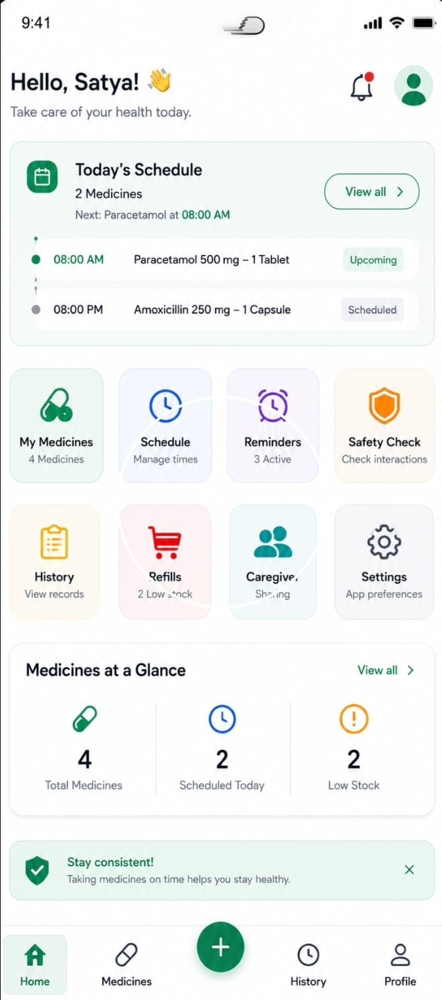 9:41
Hello, Satya! 👋
Take care of your health today.
Today's Schedule
2 Medicines
Next: Paracetamol at 08:00 AM
View all
08:00 AM Paracetamol 500 mg – 1 Tablet Upcoming
08:00 PM Amoxicillin 250 mg – 1 Capsule Scheduled
My Medicines
4 Medicines
Schedule
Manage times
Reminders
3 Active
Safety Check
Check interactions
History
View records
Refills
2 Low stock
Caregiver
Sharing
Settings
App preferences
Medicines at a Glance
View all
4
Total Medicines
2
Scheduled Today
2
Low Stock
Stay consistent!
Taking medicines on time helps you stay healthy.
Home
Medicines
History
Profile